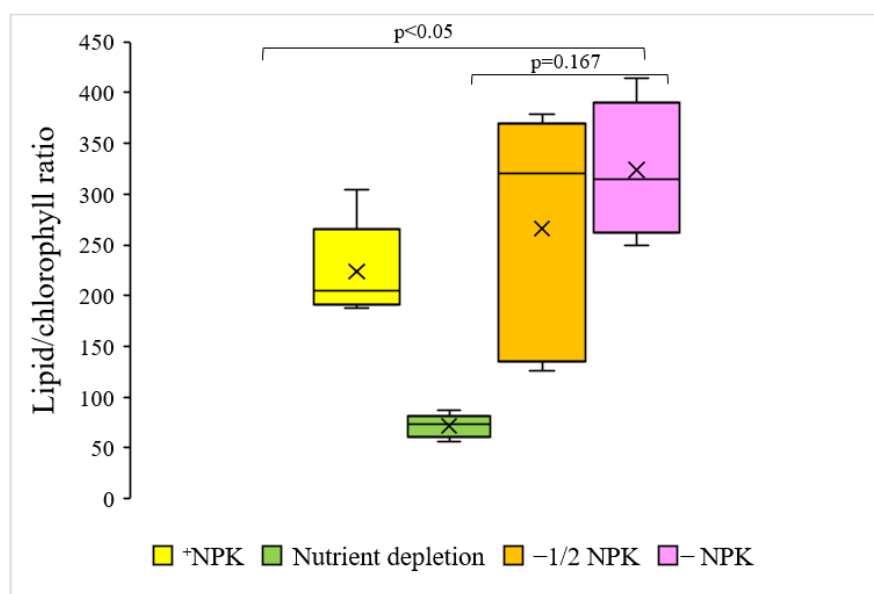 p<0.05
p=0.167
450
400
350
300
250
200
150
100
50
0
Lipid/chlorophyll ratio
⁺NPK Nutrient depletion −1/2 NPK − NPK